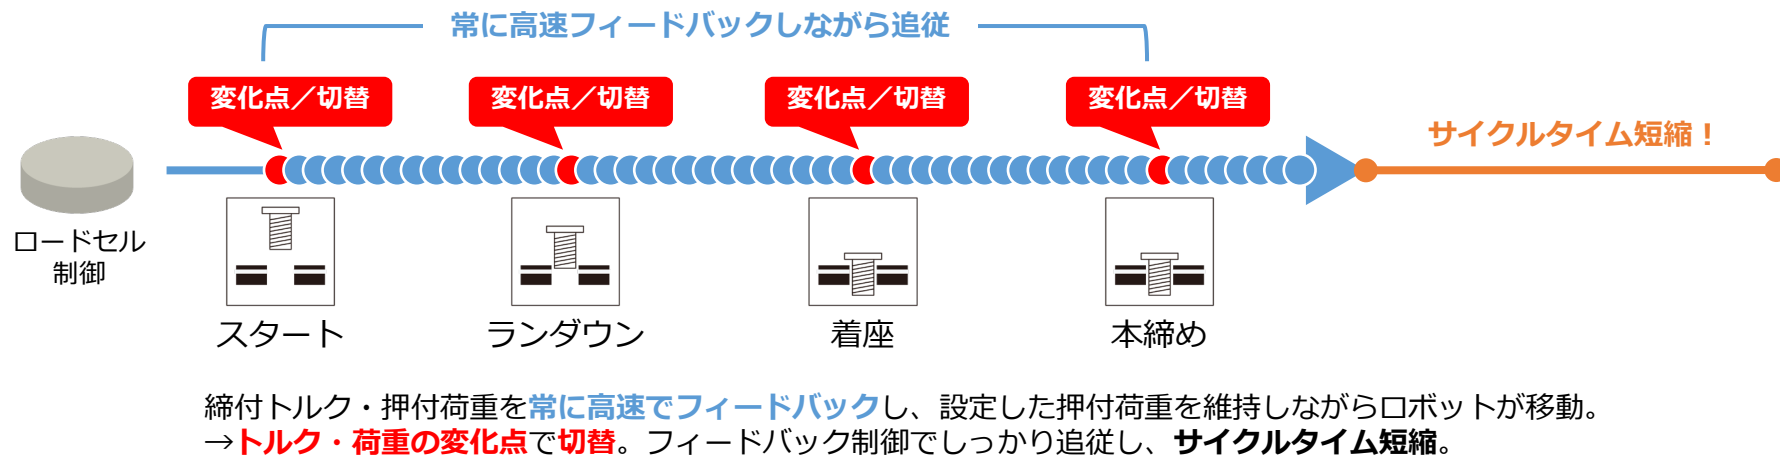 常に高速フィードバックしながら追従
変化点／切替
変化点／切替
変化点／切替
変化点／切替
サイクルタイム短縮！
ロードセル
制御
スタート
ランダウン
着座
本締め
締付トルク・押付荷重を常に高速でフィードバックし、設定した押付荷重を維持しながらロボットが移動。
→トルク・荷重の変化点で切替。フィードバック制御でしっかり追従し、サイクルタイム短縮。